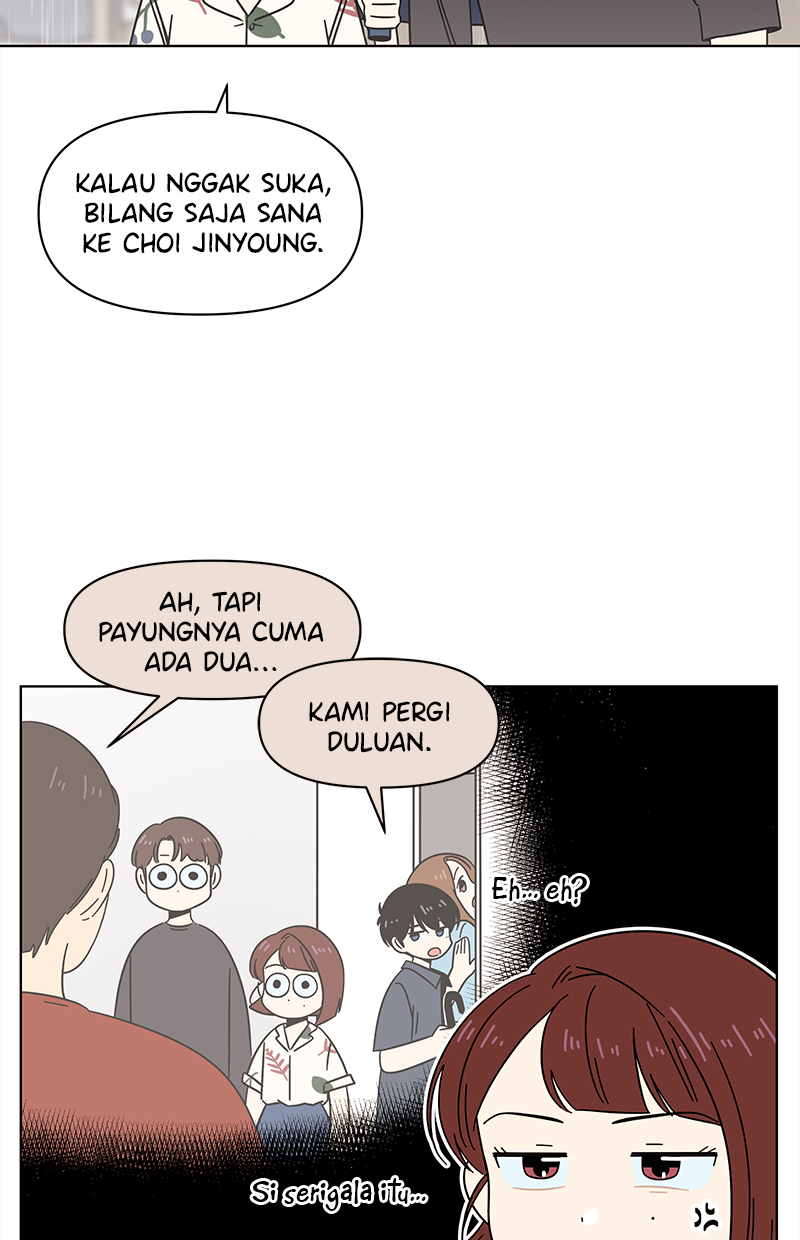 KALAU NGGAK SUKA,
BILANG SAJA SANA
KE CHOI JINYOUNG.
AH, TAPI
PAYUNGNYA CUMA
ADA DUA...
KAMI PERGI
DULUAN.
Eh... eh?
Si serigala itu...